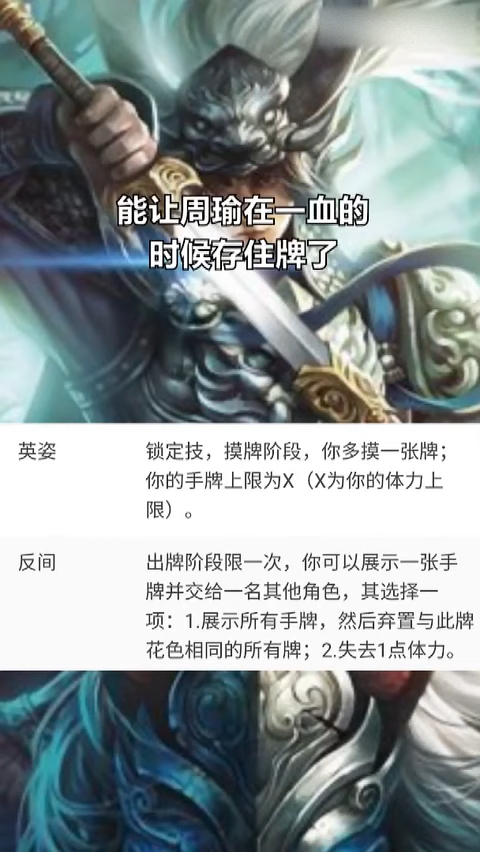 能让周瑜在一血的
时候存住牌了
英姿
锁定技，摸牌阶段，你多摸一张牌；
你的手牌上限为X（X为你的体力上
限）。
反间
出牌阶段限一次，你可以展示一张手
牌并交给一名其他角色，其选择一
项：1.展示所有手牌，然后弃置与此牌
花色相同的所有牌；2.失去1点体力。